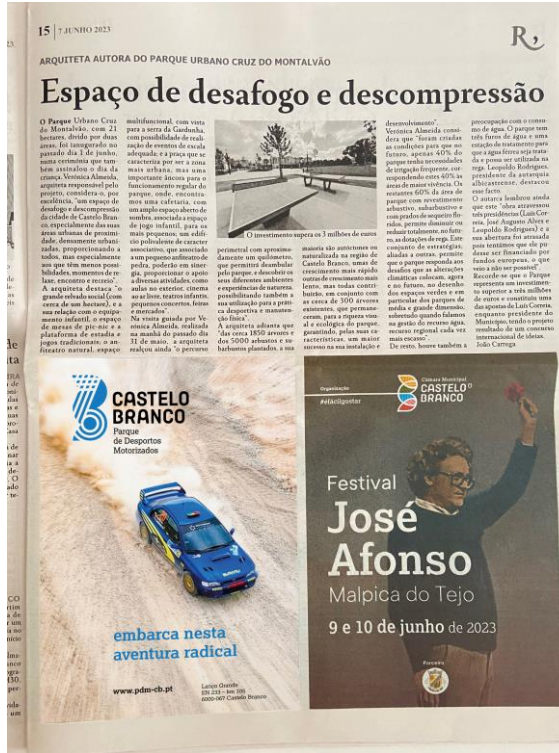 15 | 7 JUNHO 2023
R,
ARQUITETA AUTORA DO PARQUE URBANO CRUZ DO MONTALVÃO
Espaço de desafogo e descompressão
O Parque Urbano Cruz
do Montalvão, com 21
hectares, divido por duas
áreas, foi inaugurado no
passado dia 1 de junho,
numa cerimónia que tam-
bém assinalou o dia da
criança. Verónica Almeida,
arquiteta responsável pelo
projeto, considera-o, por
excelência, "um espaço de
desafogo e descompressão
da cidade de Castelo Bran-
co, especialmente das
suas áreas urbanas de proximi-
dade, densamente urbani-
zadas, proporcionando a
todos, mas especialmente
aos que têm menos possi-
bilidades, momentos de re-
laxe, encontro e recreio".
A arquiteta destaca "o
grande relvado social (com
cerca de um hectare), e a
sua relação com o equipa-
mento infantil, o espaço
de mesas de pic-nic e a
plataforma de estadia e
jogos tradicionais; o an-
fiteatro natural, espaço
multifuncional, com vista
para a serra da Gardunha,
com possibilidade de reali-
zação de eventos de escala
adequada; e a praça que se
caracteriza por ser a zona
mais urbana, mas uma
importante âncora para o
funcionamento regular do
parque, onde, encontra-
mos uma cafetaria, com
um amplo espaço aberto de
sombra, associada a espaço
de jogo infantil, para os
mais pequenos; um edifí-
cio polivalente de caracter
associativo, que associado
a um pequeno anfiteatro de
pedra, poderão em siner-
gia, proporcionar o apoio
a diversas atividades, como
aulas no exterior, cinema
ao ar livre, teatros infantis,
pequenos concertos, feiras
e mercados".
Na visita guiada por Ve-
rónica Almeida, realizada
na manhã do passado dia
31 de maio, a arquiteta
realçou ainda "o percurso
O investimento supera os 3 milhões de euros
perimetral com aproximada-
mente um quilómetro,
que permitirá deambular
pelo parque, e descobrir os
seus diferentes ambientes
e experiências de natureza,
possibilitando também a
sua utilização para a práti-
ca desportiva e manuten-
ção física".
A arquiteta adianta que
"das cerca 1850 árvores e
dos 5000 arbustos e su-
barbustos plantados, a sua
maioria são autóctones ou
naturalizada na região de
Castelo Branco, umas de
crescimento mais rápido
outras de crescimento mais
lento, mas todas contri-
buirão, em conjunto com
as cerca de 300 árvores
existentes, que permane-
ceram, para a riqueza visu-
al e ecológica do parque,
garantindo, pelas suas ca-
racterísticas, um maior
sucesso na sua instalação e
desenvolvimento".
Verónica Almeida consi-
dera que "foram criadas
as condições para que no
futuro, apenas 40% do
parque tenha necessidades
de irrigação frequente, cor-
respondendo estes 40% as
áreas de maior vivência. Os
restantes 60% da área de
parque com investimento
arbustivo, subarbustivo e
com prados de sequeiro flo-
ridos, permite diminuir ou
reduzir totalmente, no futu-
ro, as dotações de rega. Este
conjunto de estratégias,
aliadas a outras, permite
que o parque responda aos
desafios que as alterações
climáticas colocam, agora
e no futuro, ao desenho
dos espaços verdes e em
particular dos parques de
média e grande dimensão,
sobretudo quando falamos
na gestão do recurso água,
recurso regional cada vez
mais escasso".
De resto, houve também a
preocupação com o consu-
mo de água. O parque tem
três furos de água e uma
estação de tratamento para
que a água férrea seja trata-
da e possa ser utilizada na
rega. Leopoldo Rodrigues,
presidente da autarquia
albicastrense, destacou
esse facto.
O autarca lembrou ainda
que este "obra atravessou
três presidências (Luís Cor-
reia, José Augusto Alves e
Leopoldo Rodrigues) e a
sua abertura foi atrasada
pois tentámos que ele pu-
desse ser financiado por
fundos europeus, o que
veio a não ser possível".
Recorde-se que o Parque
representa um investimen-
to superior a três milhões
de euros e constituiu uma
das apostas de Luís Correia,
enquanto presidente do
Município, tendo o projeto
resultado de um concurso
internacional de ideias.
João Carrega
CASTELO
BRANCO
Parque
de Desportos
Motorizados
embarca nesta
aventura radical
www.pdm-cb.pt
Lanço Grande
EN 233 – km 100
6000-067 Castelo Branco
Organização
#efácilgostar
Câmara Municipal
CASTELO
BRANCO
Festival
José
Afonso
Malpica do Tejo
9 e 10 de junho de 2023